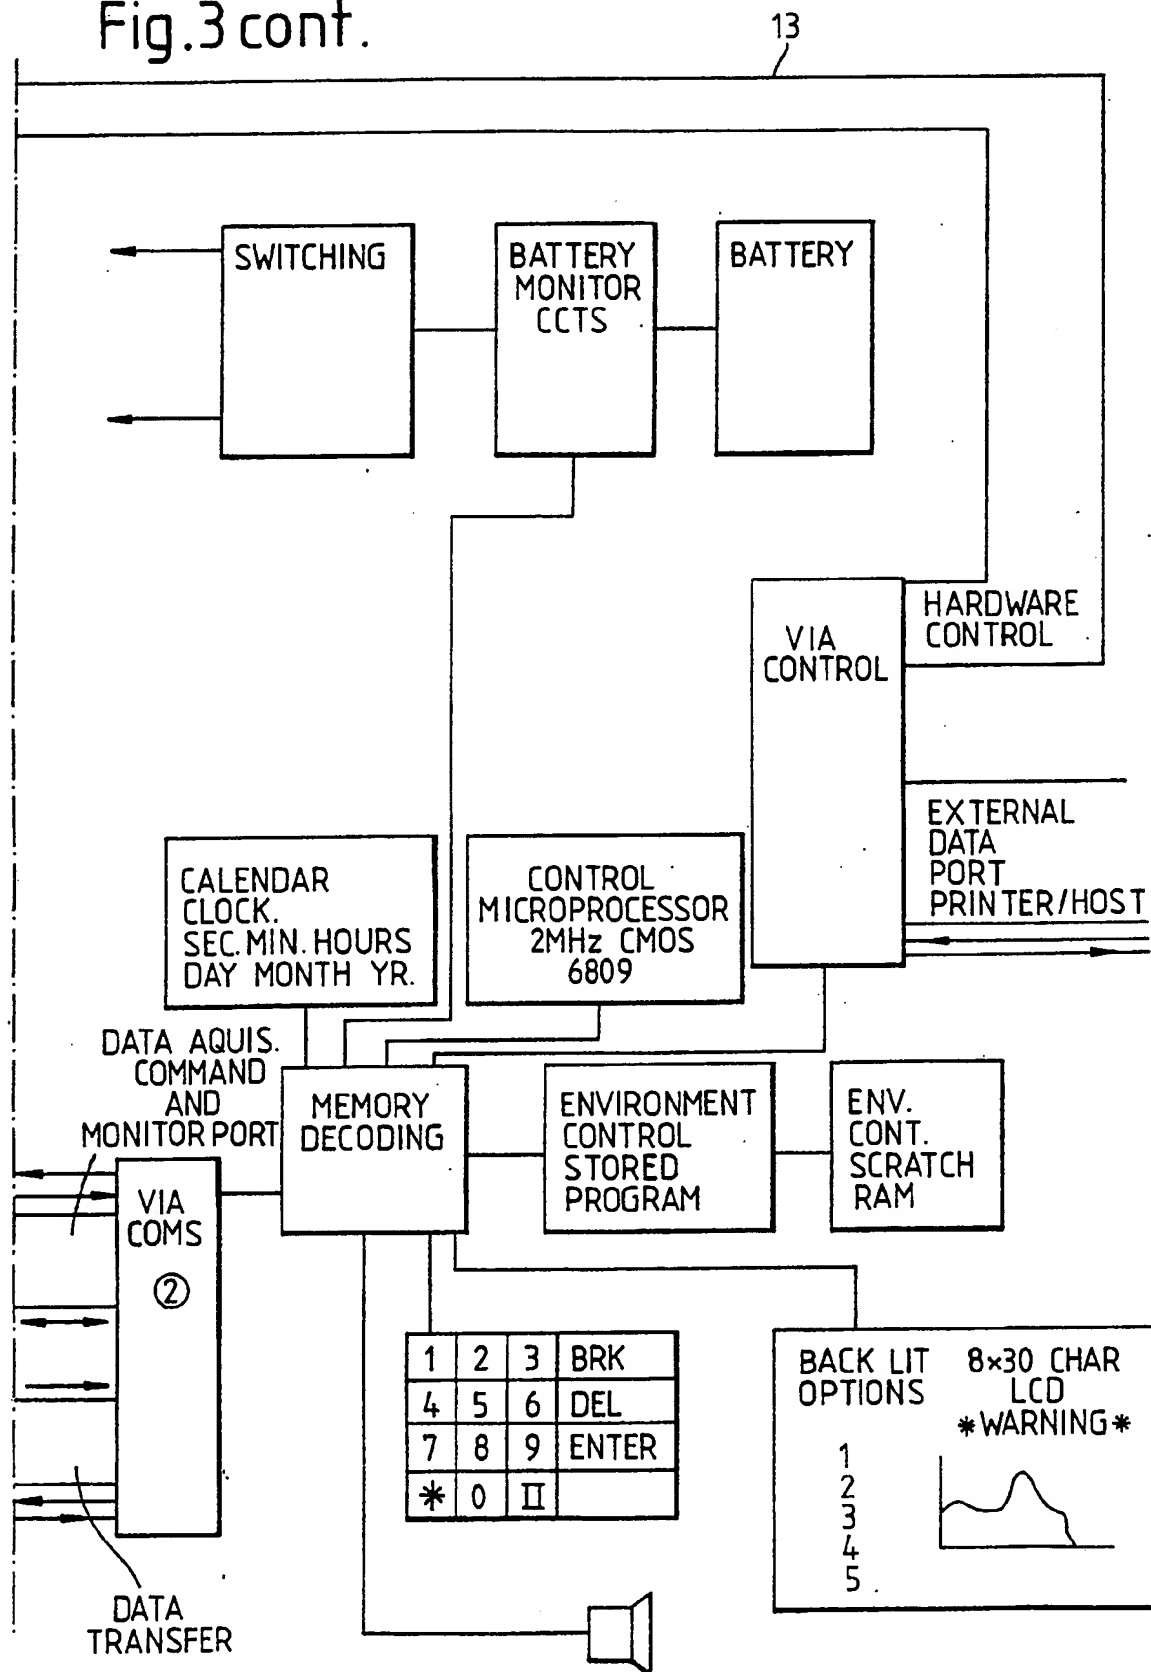 Fig.3 cont.
13
SWITCHING
BATTERY
MONITOR
CCTS
BATTERY
HARDWARE
CONTROL
VIA
CONTROL
EXTERNAL
DATA
PORT
PRINTER/HOST
CALENDAR
CLOCK.
SEC. MIN. HOURS
DAY MONTH YR.
CONTROL
MICROPROCESSOR
2MHz CMOS
6809
DATA AQUIS.
COMMAND
AND
MONITOR PORT
MEMORY
DECODING
ENVIRONMENT
CONTROL
STORED
PROGRAM
ENV.
CONT.
SCRATCH
RAM
VIA
COMS
②
1 2 3 BRK
4 5 6 DEL
7 8 9 ENTER
* 0 II
BACK LIT
OPTIONS
8×30 CHAR
LCD
*WARNING*
1
2
3
4
5
DATA
TRANSFER